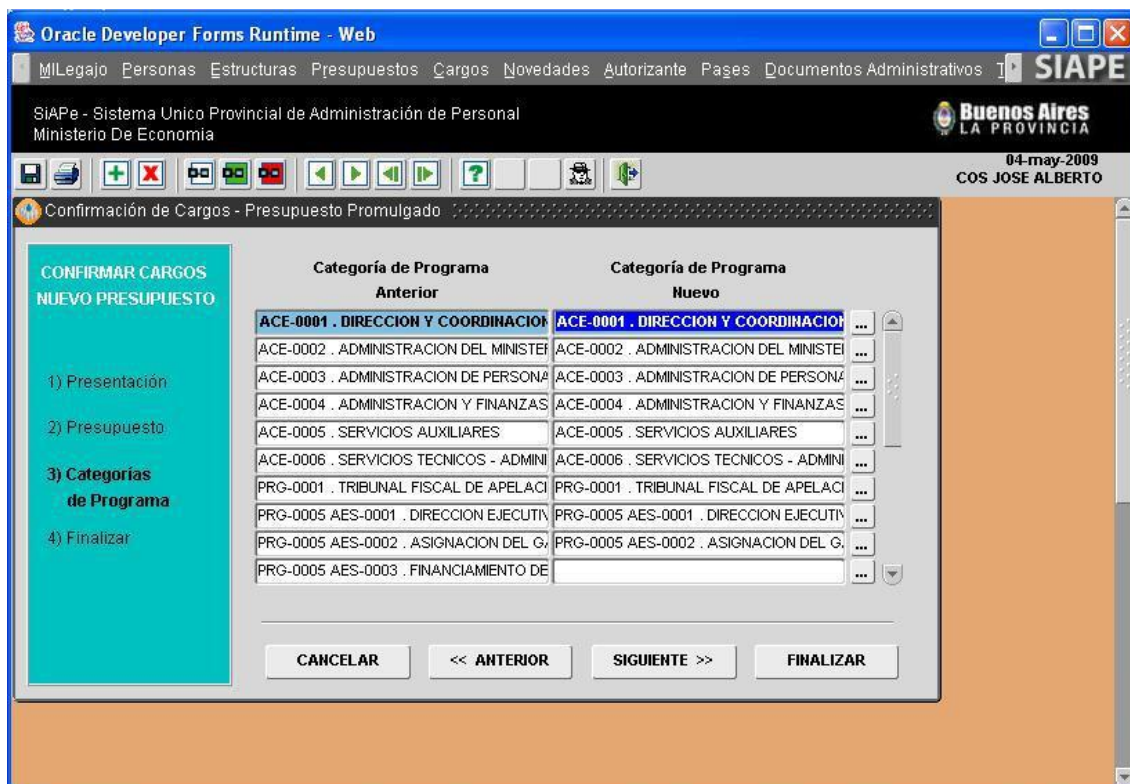 Oracle Developer Forms Runtime - Web
MILegajo Personas Estructuras Presupuestos Cargos Novedades Autorizante Pases Documentos Administrativos T SIAPE
SiAPe - Sistema Unico Provincial de Administración de Personal
Ministerio De Economia
Buenos Aires
LA PROVINCIA
04-may-2009
COS JOSE ALBERTO
Confirmación de Cargos - Presupuesto Promulgado
CONFIRMAR CARGOS
NUEVO PRESUPUESTO
1) Presentación
2) Presupuesto
3) Categorías
de Programa
4) Finalizar
Categoría de Programa Categoría de Programa
Anterior Nuevo
ACE-0001 . DIRECCION Y COORDINACION ACE-0001 . DIRECCION Y COORDINACION ...
ACE-0002 . ADMINISTRACION DEL MINISTE ACE-0002 . ADMINISTRACION DEL MINISTE ...
ACE-0003 . ADMINISTRACION DE PERSONA ACE-0003 . ADMINISTRACION DE PERSONA ...
ACE-0004 . ADMINISTRACION Y FINANZAS ACE-0004 . ADMINISTRACION Y FINANZAS ...
ACE-0005 . SERVICIOS AUXILIARES ACE-0005 . SERVICIOS AUXILIARES ...
ACE-0006 . SERVICIOS TECNICOS - ADMINI ACE-0006 . SERVICIOS TECNICOS - ADMINI ...
PRG-0001 . TRIBUNAL FISCAL DE APELACI PRG-0001 . TRIBUNAL FISCAL DE APELACI ...
PRG-0005 AES-0001 . DIRECCION EJECUTIV PRG-0005 AES-0001 . DIRECCION EJECUTIV ...
PRG-0005 AES-0002 . ASIGNACION DEL G PRG-0005 AES-0002 . ASIGNACION DEL G ...
PRG-0005 AES-0003 . FINANCIAMIENTO DE ...
CANCELAR << ANTERIOR SIGUIENTE >> FINALIZAR